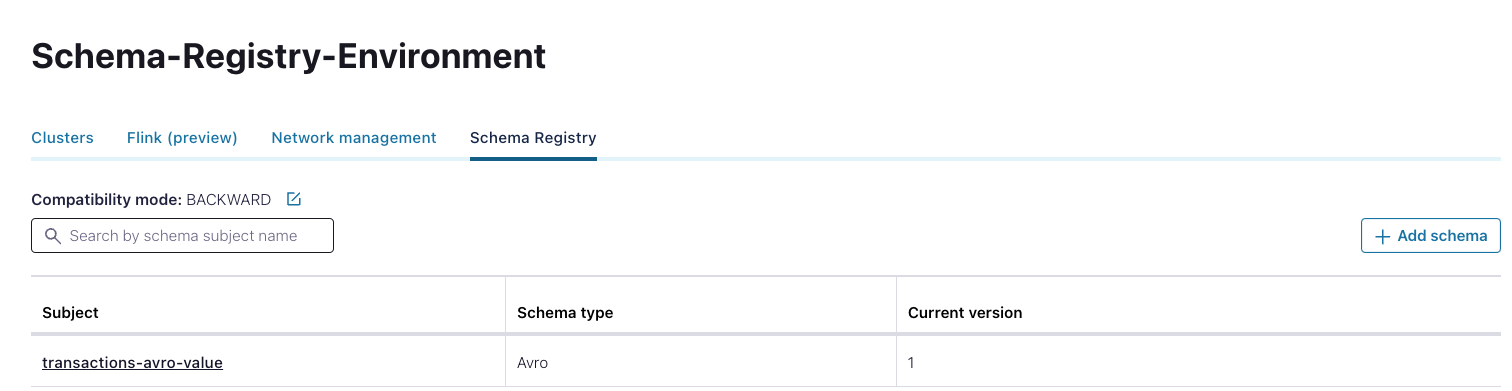 Schema-Registry-Environment
Clusters Flink (preview) Network management Schema Registry
Compatibility mode: BACKWARD
Search by schema subject name
+ Add schema
Subject Schema type Current version
transactions-avro-value Avro 1